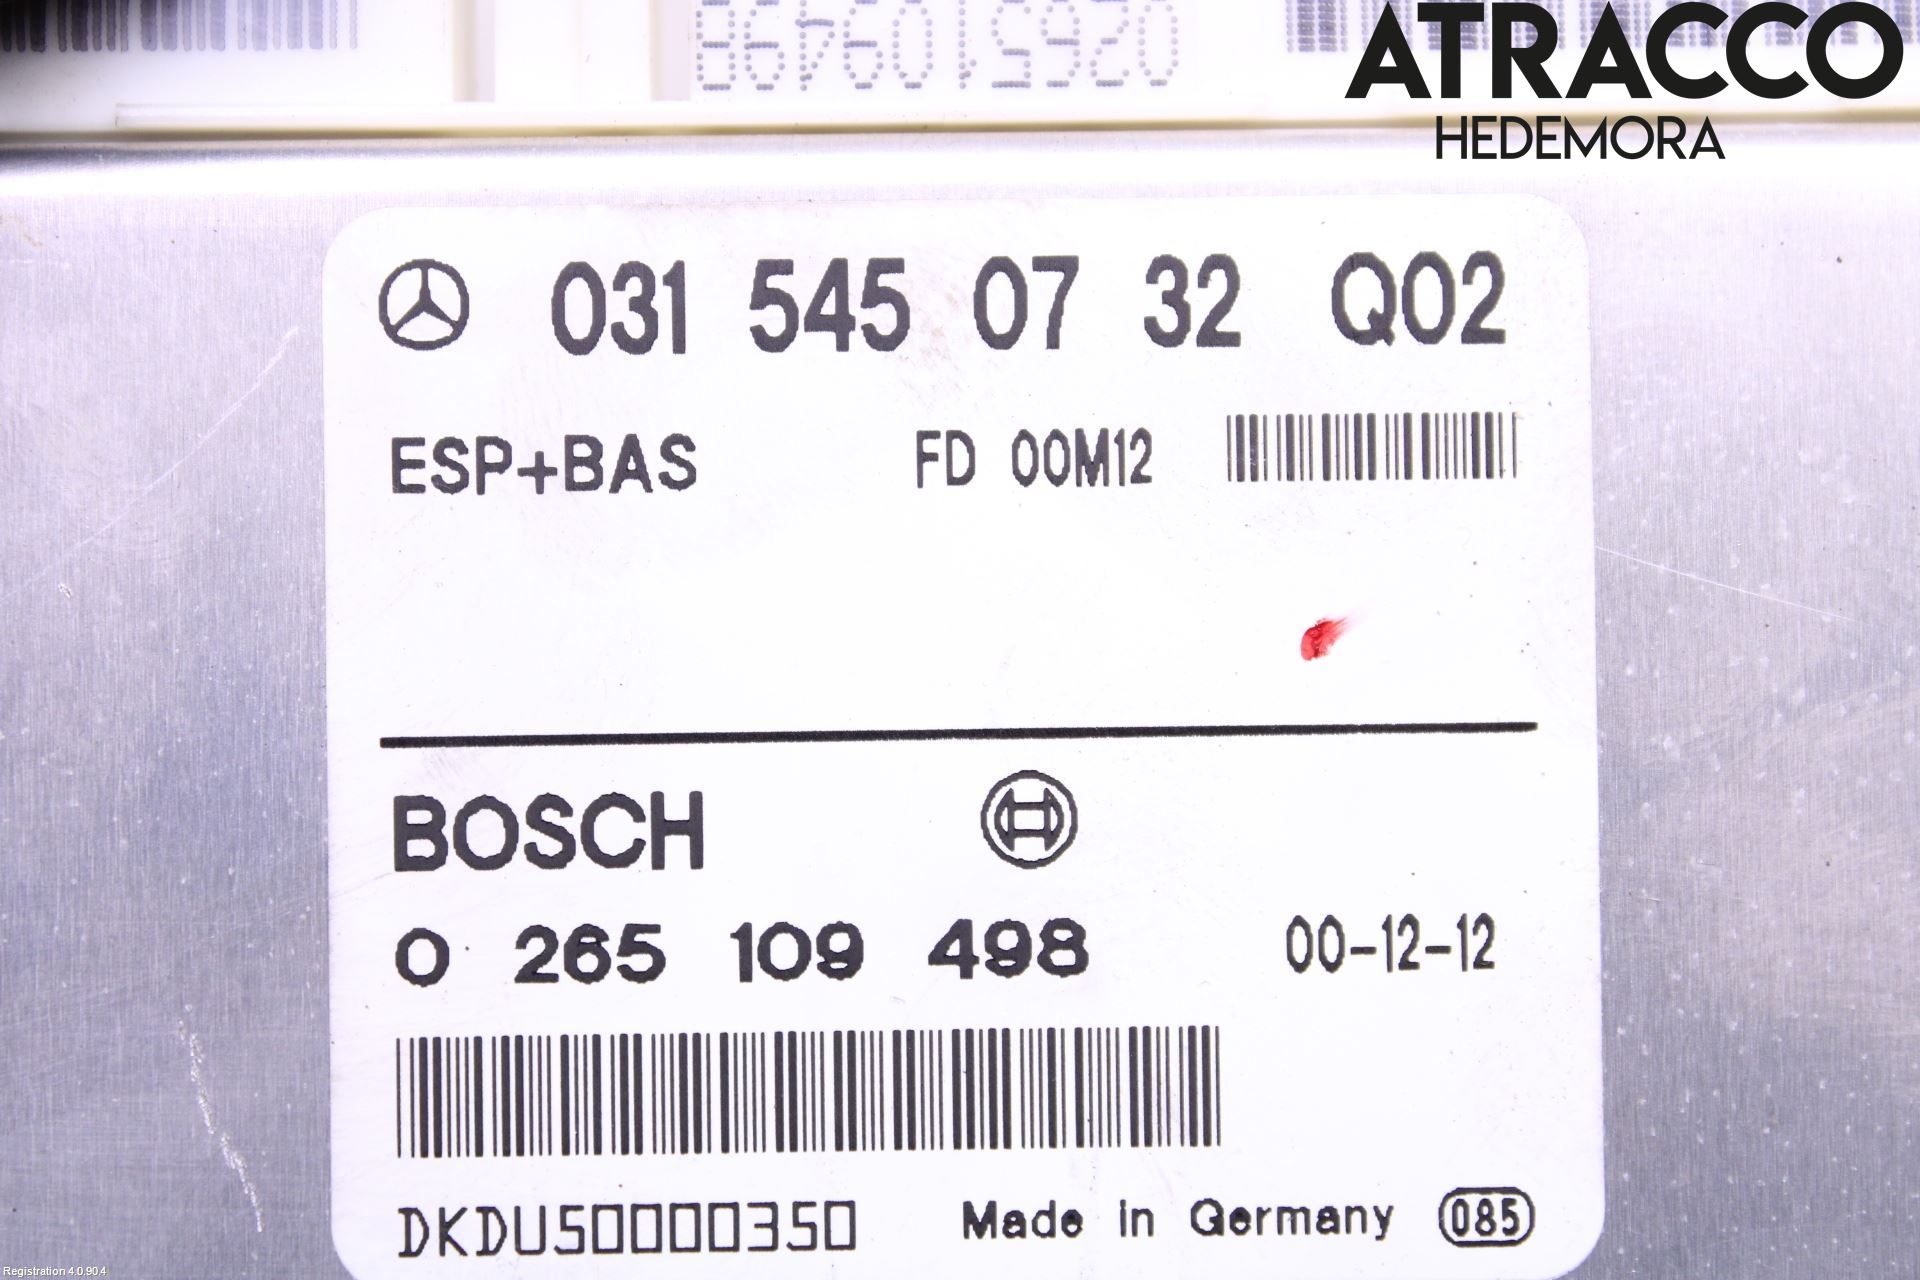 0265109498
ATRACCO
HEDEMORA
031 545 07 32 Q02
ESP+BAS FD 00M12
BOSCH
0 265 109 498 00-12-12
DKDU50000350 Made in Germany 085
Registration 4.0.90.4